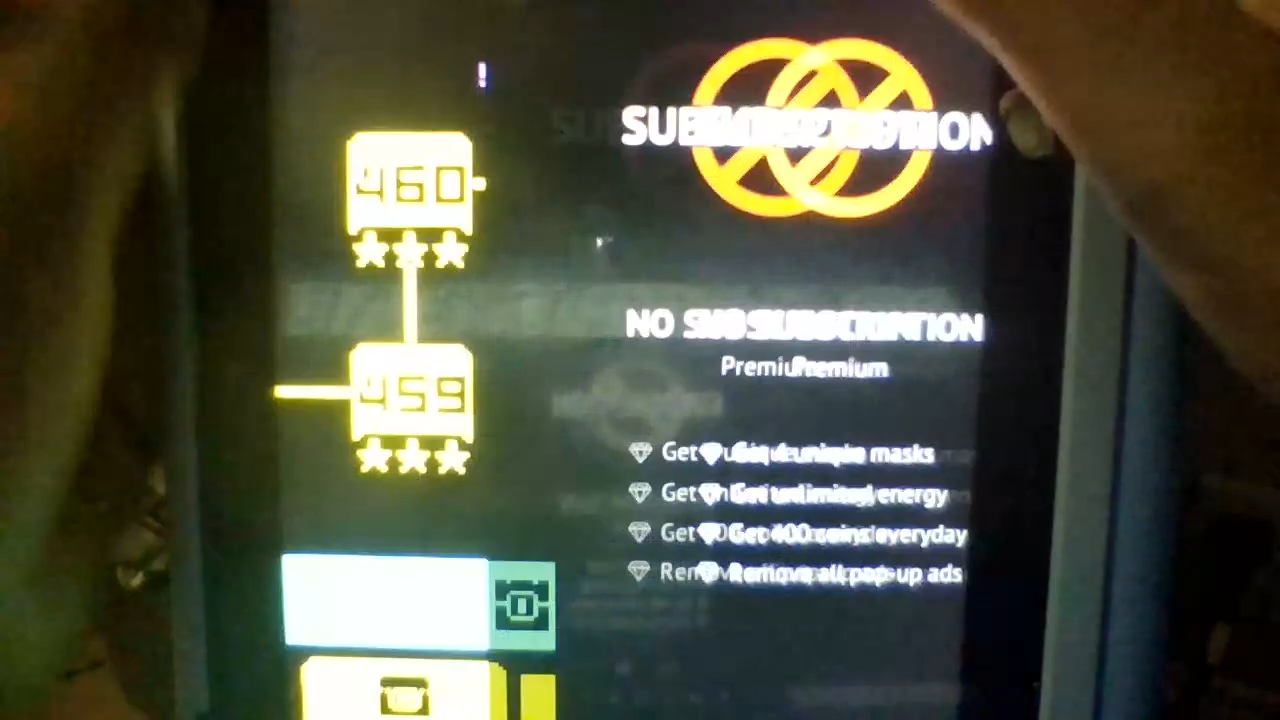 460
459
SUBSCRIPTION
NO SUBSCRIPTION
Premium
Get 4 unique masks
Get unlimited energy
Get 400 coins everyday
Remove all pop-up ads